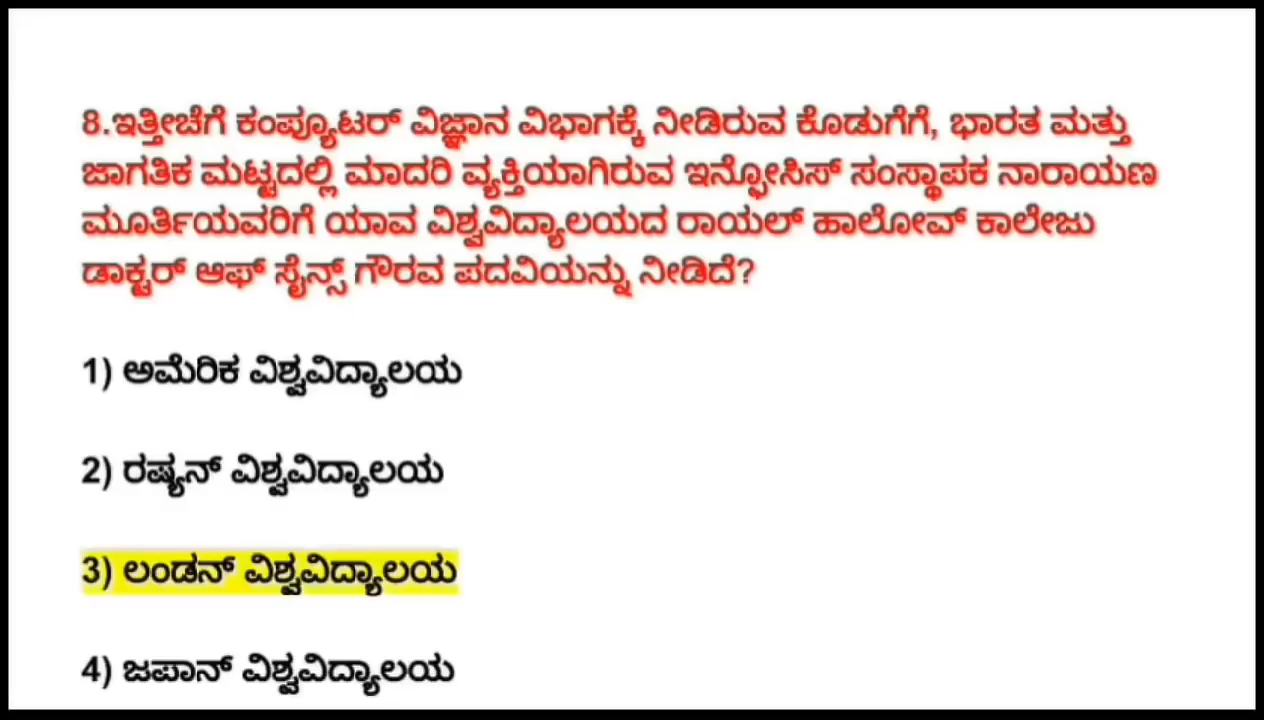 8.ಇತ್ತೀಚೆಗೆ ಕಂಪ್ಯೂಟರ್ ವಿಜ್ಞಾನ ವಿಭಾಗಕ್ಕೆ ನೀಡಿರುವ ಕೊಡುಗೆಗೆ, ಭಾರತ ಮತ್ತು
ಜಾಗತಿಕ ಮಟ್ಟದಲ್ಲಿ ಮಾದರಿ ವ್ಯಕ್ತಿಯಾಗಿರುವ ಇನ್ಫೋಸಿಸ್ ಸಂಸ್ಥಾಪಕ ನಾರಾಯಣ
ಮೂರ್ತಿಯವರಿಗೆ ಯಾವ ವಿಶ್ವವಿದ್ಯಾಲಯದ ರಾಯಲ್ ಹಾಲೋವ್ ಕಾಲೇಜು
ಡಾಕ್ಟರ್ ಆಫ್ ಸೈನ್ಸ್ ಗೌರವ ಪದವಿಯನ್ನು ನೀಡಿದೆ?
1) ಅಮೆರಿಕ ವಿಶ್ವವಿದ್ಯಾಲಯ
2) ರಷ್ಯನ್ ವಿಶ್ವವಿದ್ಯಾಲಯ
3) ಲಂಡನ್ ವಿಶ್ವವಿದ್ಯಾಲಯ
4) ಜಪಾನ್ ವಿಶ್ವವಿದ್ಯಾಲಯ